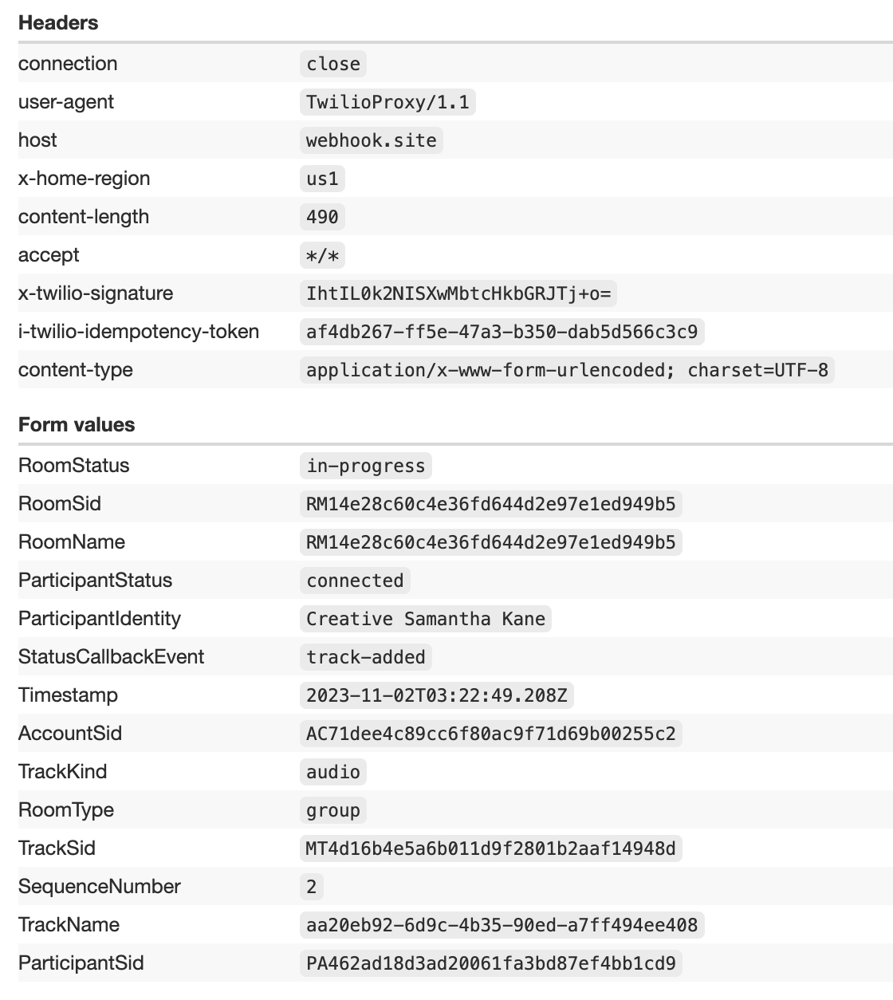 Headers
connection close
user-agent TwilioProxy/1.1
host webhook.site
x-home-region us1
content-length 490
accept */*
x-twilio-signature IhtIL0k2NISXwMbtcHkbGRJTj+o=
i-twilio-idempotency-token af4db267-ff5e-47a3-b350-dab5d566c3c9
content-type application/x-www-form-urlencoded; charset=UTF-8
Form values
RoomStatus in-progress
RoomSid RM14e28c60c4e36fd644d2e97e1ed949b5
RoomName RM14e28c60c4e36fd644d2e97e1ed949b5
ParticipantStatus connected
ParticipantIdentity Creative Samantha Kane
StatusCallbackEvent track-added
Timestamp 2023-11-02T03:22:49.208Z
AccountSid AC71dee4c89cc6f80ac9f71d69b00255c2
TrackKind audio
RoomType group
TrackSid MT4d16b4e5a6b011d9f2801b2aaf14948d
SequenceNumber 2
TrackName aa20eb92-6d9c-4b35-90ed-a7ff494ee408
ParticipantSid PA462ad18d3ad20061fa3bd87ef4bb1cd9